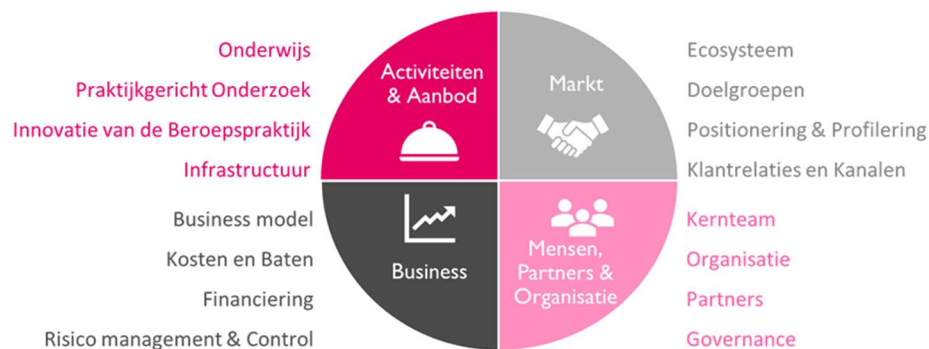 Onderwijs
Praktijkgericht Onderzoek
Innovatie van de Beroepspraktijk
Infrastructuur
Activiteiten
& Aanbod
Markt
Ecosysteem
Doelgroepen
Positionering & Profilering
Klantrelaties en Kanalen
Business model
Kosten en Baten
Financiering
Risico management & Control
Business
Mensen,
Partners &
Organisatie
Kernteam
Organisatie
Partners
Governance